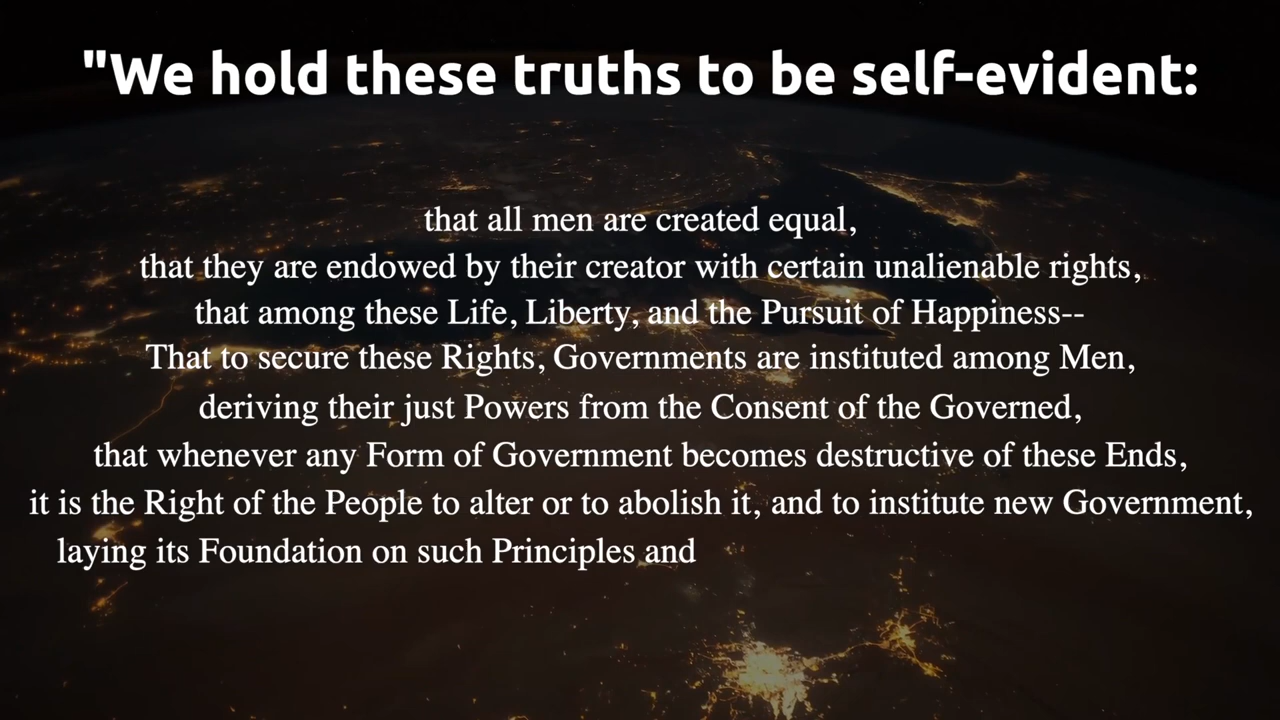 "We hold these truths to be self-evident:
that all men are created equal,
that they are endowed by their creator with certain unalienable rights,
that among these Life, Liberty, and the Pursuit of Happiness--
That to secure these Rights, Governments are instituted among Men,
deriving their just Powers from the Consent of the Governed,
that whenever any Form of Government becomes destructive of these Ends,
it is the Right of the People to alter or to abolish it, and to institute new Government,
laying its Foundation on such Principles and